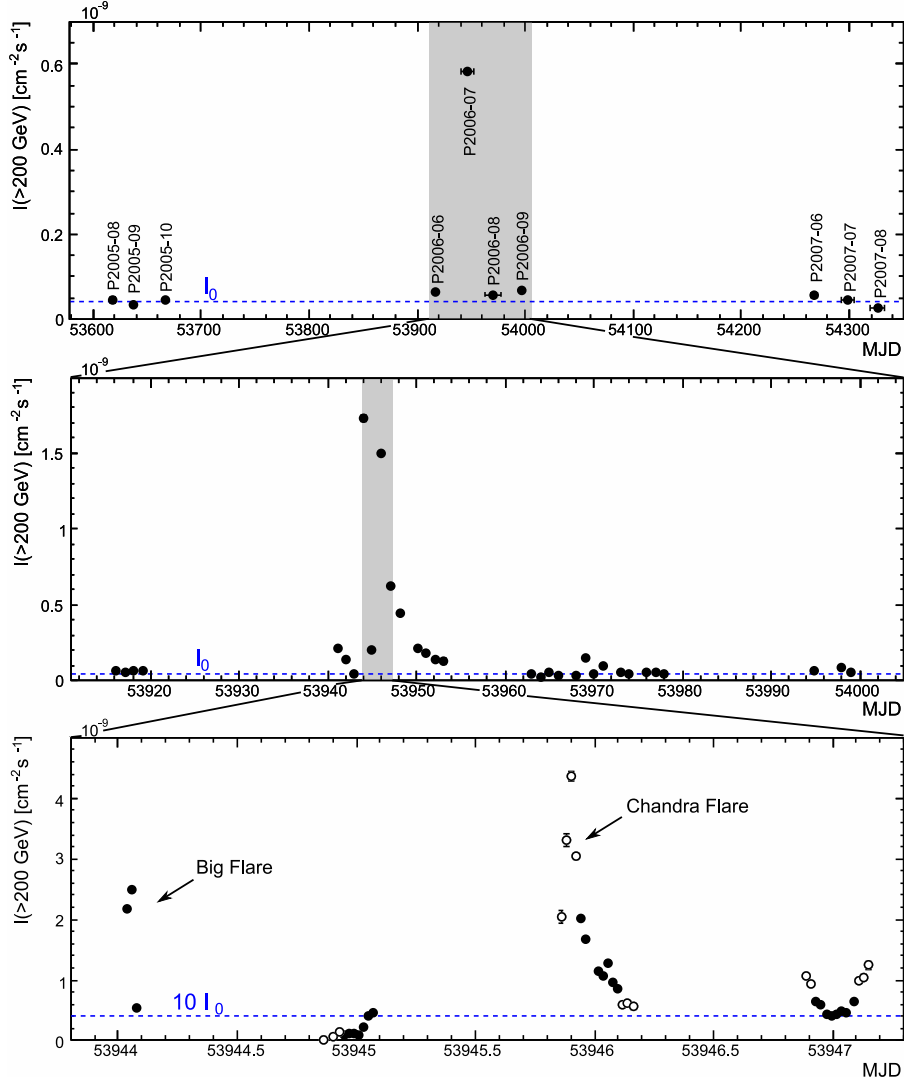 10⁻⁹
I(>200 GeV) [cm⁻²s⁻¹]
0.6
0.4
0.2
0
P2005-08
P2005-09
P2005-10
I₀
P2006-06
P2006-07
P2006-08
P2006-09
P2007-06
P2007-07
P2007-08
53600 53700 53800 53900 54000 54100 54200 54300
MJD
10⁻⁹
I(>200 GeV) [cm⁻²s⁻¹]
1.5
1
0.5
0
I₀
53920 53930 53940 53950 53960 53970 53980 53990 54000
MJD
10⁻⁹
I(>200 GeV) [cm⁻²s⁻¹]
4
3
2
1
0
Big Flare
Chandra Flare
10 I₀
53944 53944.5 53945 53945.5 53946 53946.5 53947
MJD